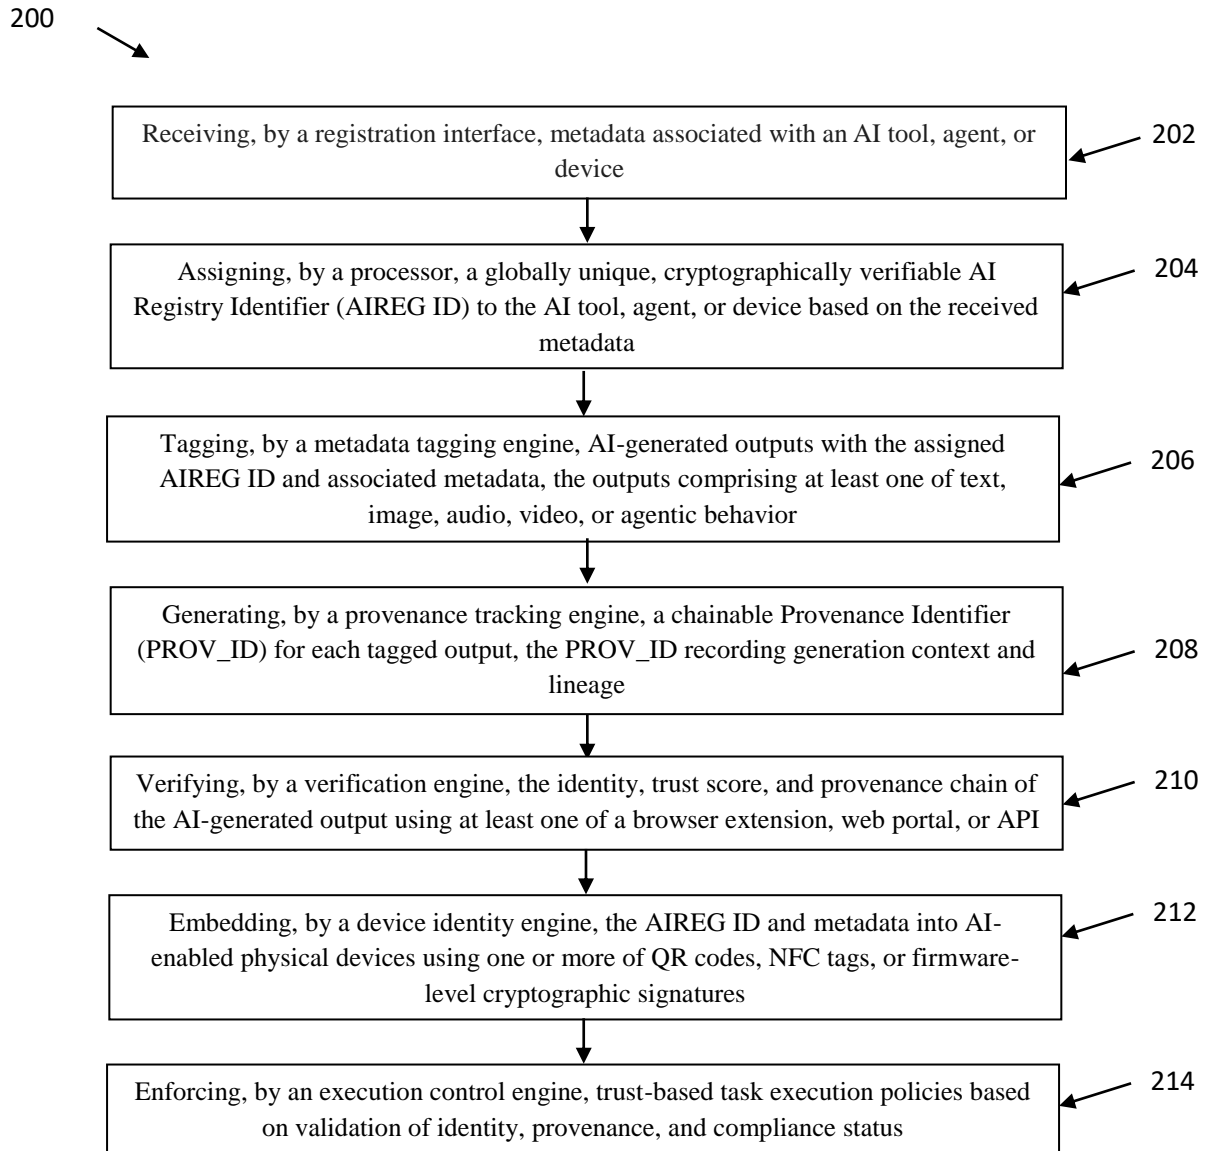 200
Receiving, by a registration interface, metadata associated with an AI tool, agent, or
device
202
Assigning, by a processor, a globally unique, cryptographically verifiable AI
Registry Identifier (AIREG ID) to the AI tool, agent, or device based on the received
metadata
204
Tagging, by a metadata tagging engine, AI-generated outputs with the assigned
AIREG ID and associated metadata, the outputs comprising at least one of text,
image, audio, video, or agentic behavior
206
Generating, by a provenance tracking engine, a chainable Provenance Identifier
(PROV_ID) for each tagged output, the PROV_ID recording generation context and
lineage
208
Verifying, by a verification engine, the identity, trust score, and provenance chain of
the AI-generated output using at least one of a browser extension, web portal, or API
210
Embedding, by a device identity engine, the AIREG ID and metadata into AI-
enabled physical devices using one or more of QR codes, NFC tags, or firmware-
level cryptographic signatures
212
Enforcing, by an execution control engine, trust-based task execution policies based
on validation of identity, provenance, and compliance status
214